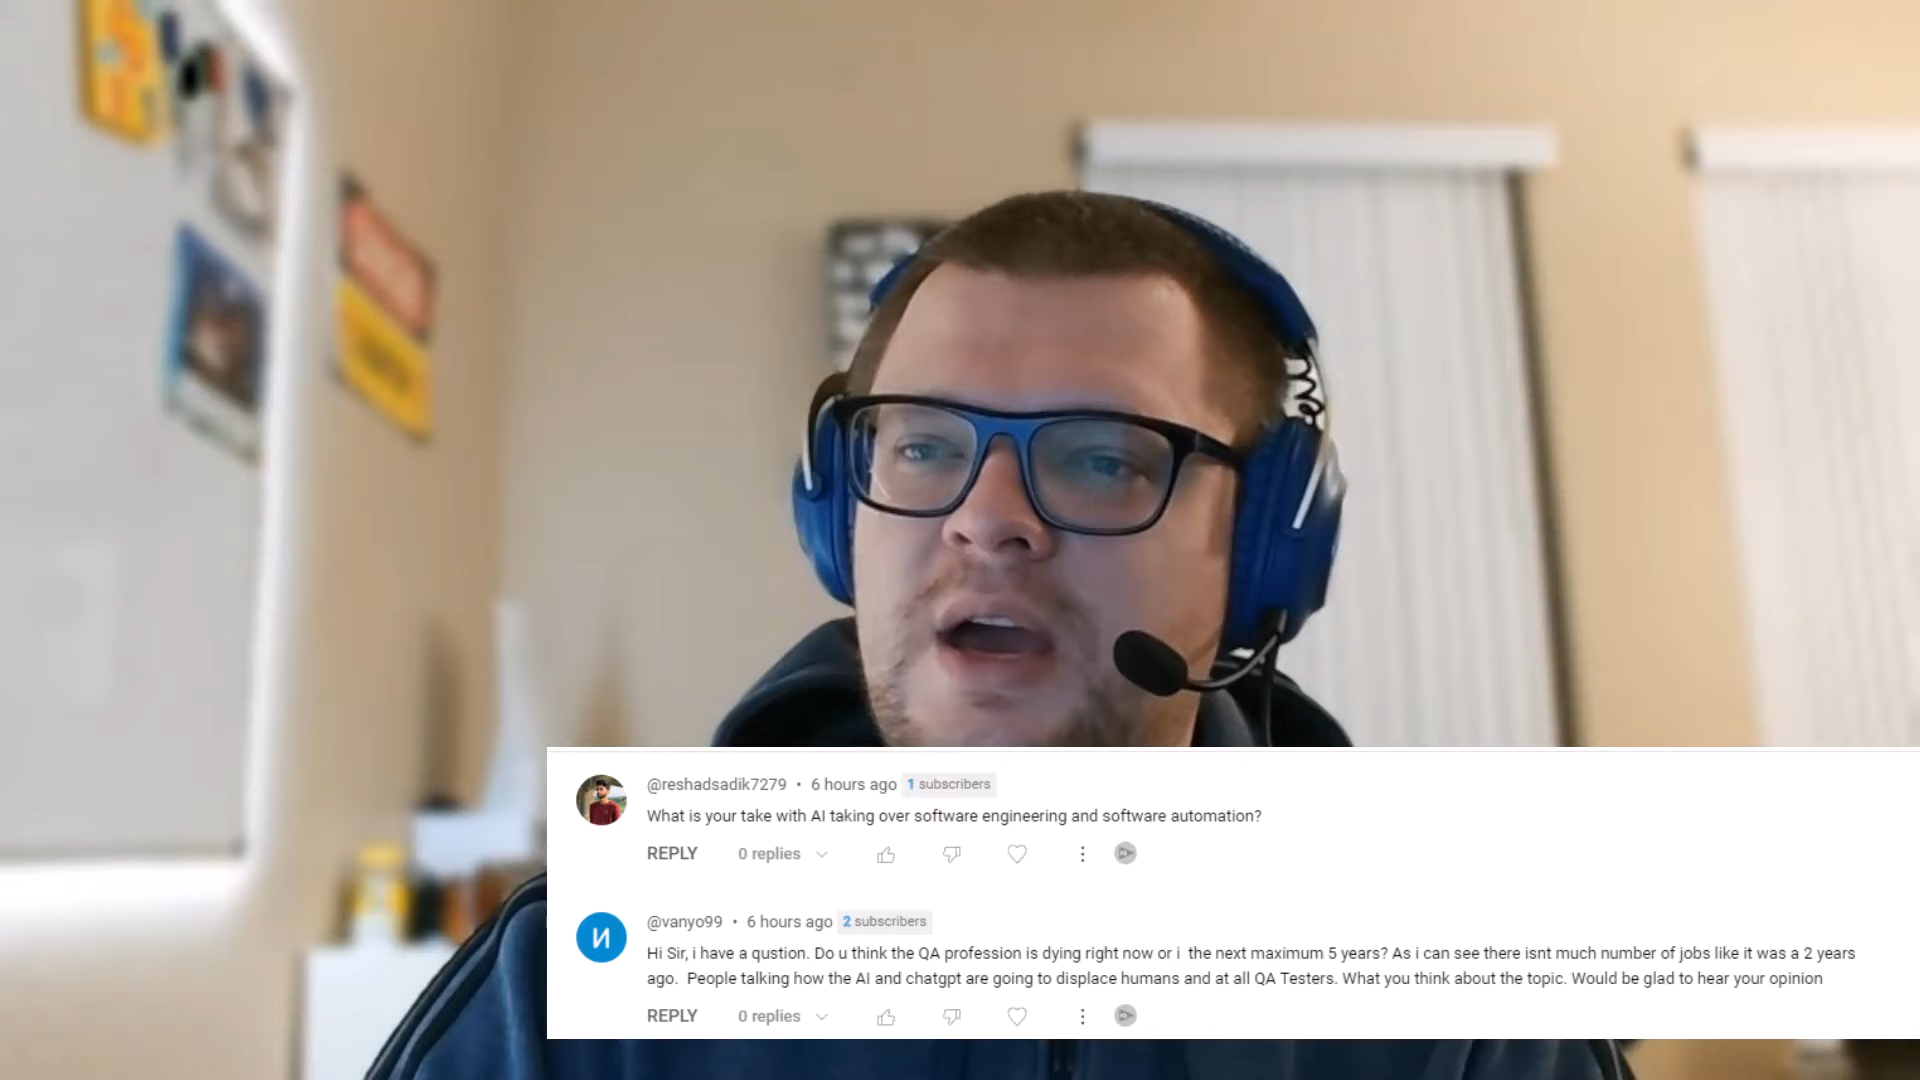 @reshadsadik7279 • 6 hours ago 1 subscribers
What is your take with AI taking over software engineering and software automation?
REPLY 0 replies
И
@vanyo99 • 6 hours ago 2 subscribers
Hi Sir, i have a qustion. Do u think the QA profession is dying right now or i  the next maximum 5 years? As i can see there isnt much number of jobs like it was a 2 years
ago.  People talking how the AI and chatgpt are going to displace humans and at all QA Testers. What you think about the topic. Would be glad to hear your opinion
REPLY 0 replies